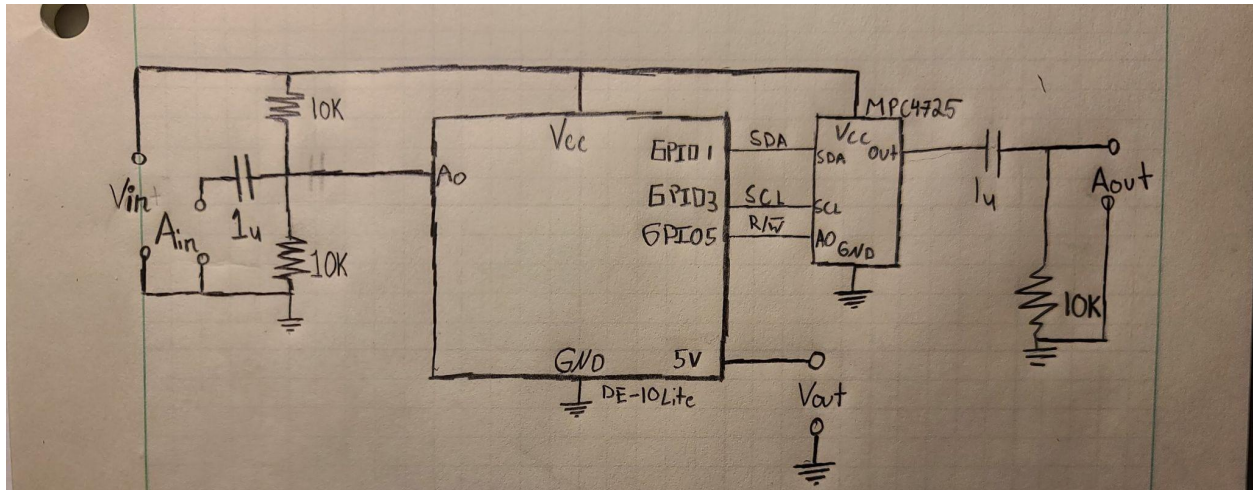 MPC4725
10K
Vcc
Vcc
GPIO1
SDA
SDA
OUT
A0
Vin
Ain
1u
1u
Aout
GPIO3
SCL
SCL
GPIO5
R/W̅
A0
GND
10K
10K
GND
5V
DE-10Lite
Vout